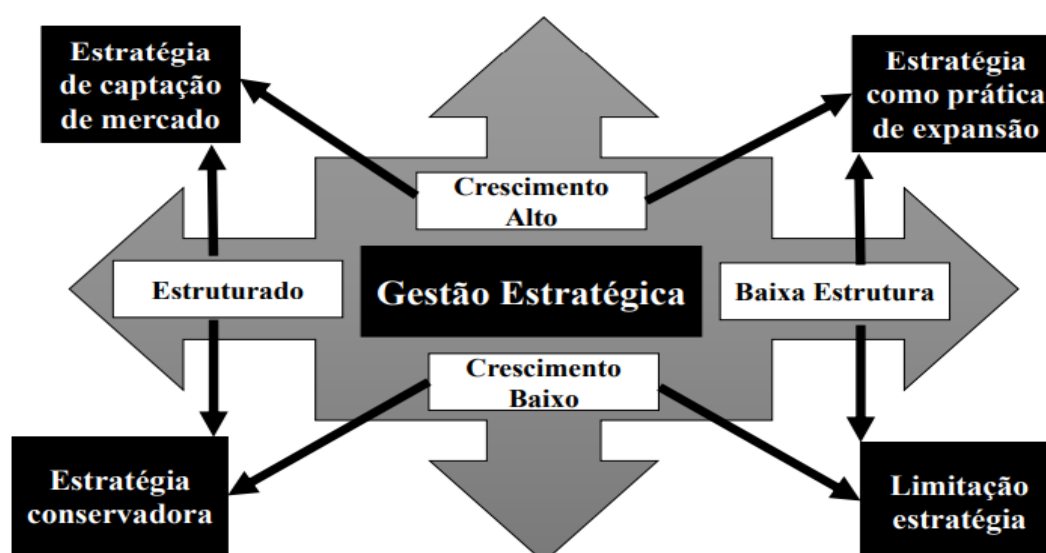 Estratégia
de captação
de mercado
Estratégia
como prática
de expansão
Crescimento
Alto
Estruturado
Gestão Estratégica
Baixa Estrutura
Crescimento
Baixo
Estratégia
conservadora
Limitação
estratégia